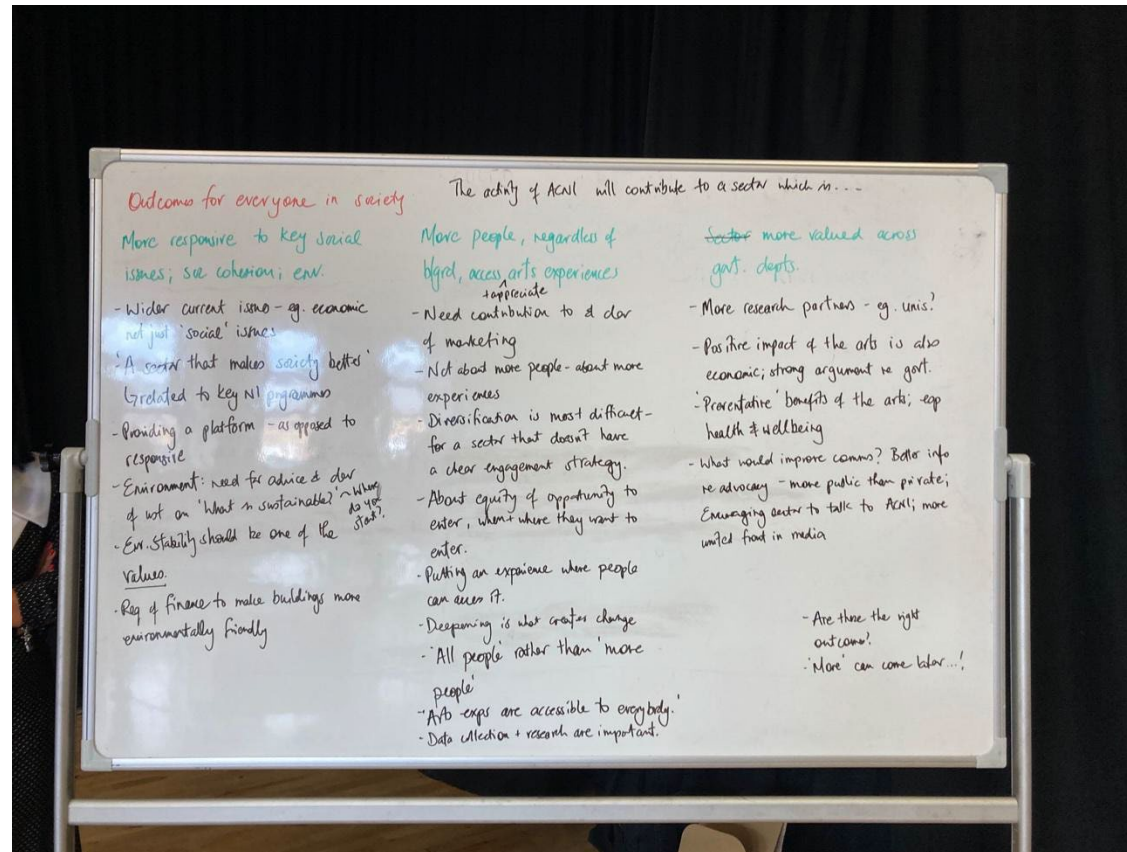 Outcomes for everyone in society
The activity of ACNI will contribute to a sector which is....
More responsive to key social
issues; soc cohesion; env.
- Wider current issues - eg. economic
not just 'social' issues
'A sector that makes society better'
related to key NI programmes
- Providing a platform - as opposed to
responsive
- Environment: need for advice & dev
of wst on 'What is sustainable?' ~ Where
do you
start?
- Env. Stability should be one of the
values.
- Req of finance to make buildings more
environmentally friendly
More people, regardless of
b/grd, access arts experiences
+ appreciate
- Need contribution to & dev
of marketing
- Not about more people - about more
experiences
- Diversification is most difficult -
for a sector that doesn't have
a clear engagement strategy.
- About equity of opportunity to
enter, when + where they want to
enter.
- Putting an experience where people
can access it.
- Deepening is what creates change
- 'All people' rather than 'more
people'
- 'Arts exps are accessible to everybody.'
- Data collection + research are important.
Sector more valued across
govt. depts.
- More research partners - eg. unis?
- Positive impact of the arts is also
economic; strong argument re govt.
- 'Preventative' benefits of the arts; esp
health & wellbeing
- What would improve comms? Better info
re advocacy - more public than private;
Encouraging sector to talk to ACNI; more
united front in media
- Are these the right
outcomes?
- 'More' can come later...!